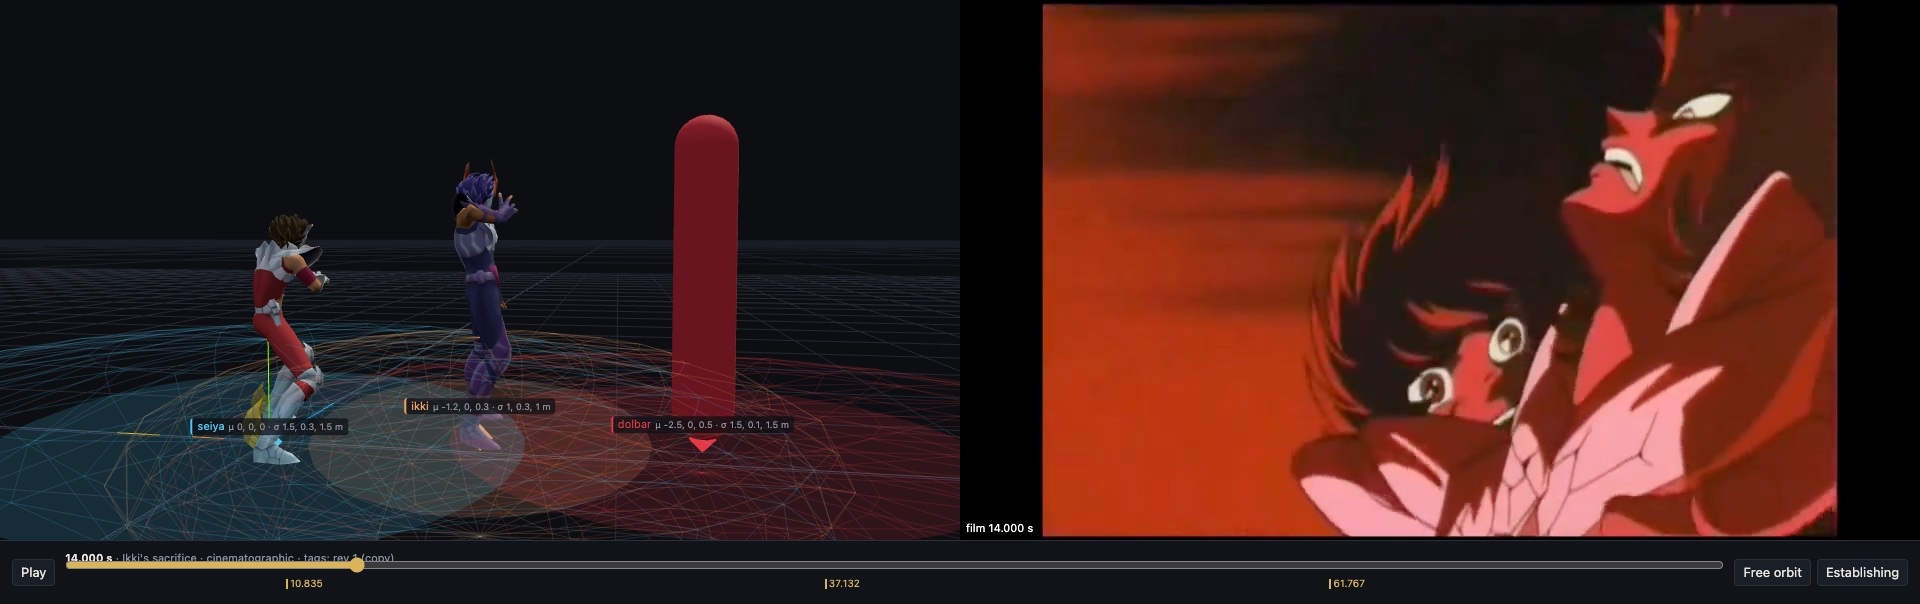 ikki μ -1.2, 0, 0.3 · σ 1, 0.3, 1 m
seiya μ 0, 0, 0 · σ 1.5, 0.3, 1.5 m
dolbar μ -2.5, 0, 0.5 · σ 1.5, 0.1, 1.5 m
film 14.000 s
14.000 s · Ikki's sacrifice · cinematographic · tags: rev 1 (copy)
Play
10.835
37.132
61.767
Free orbit
Establishing